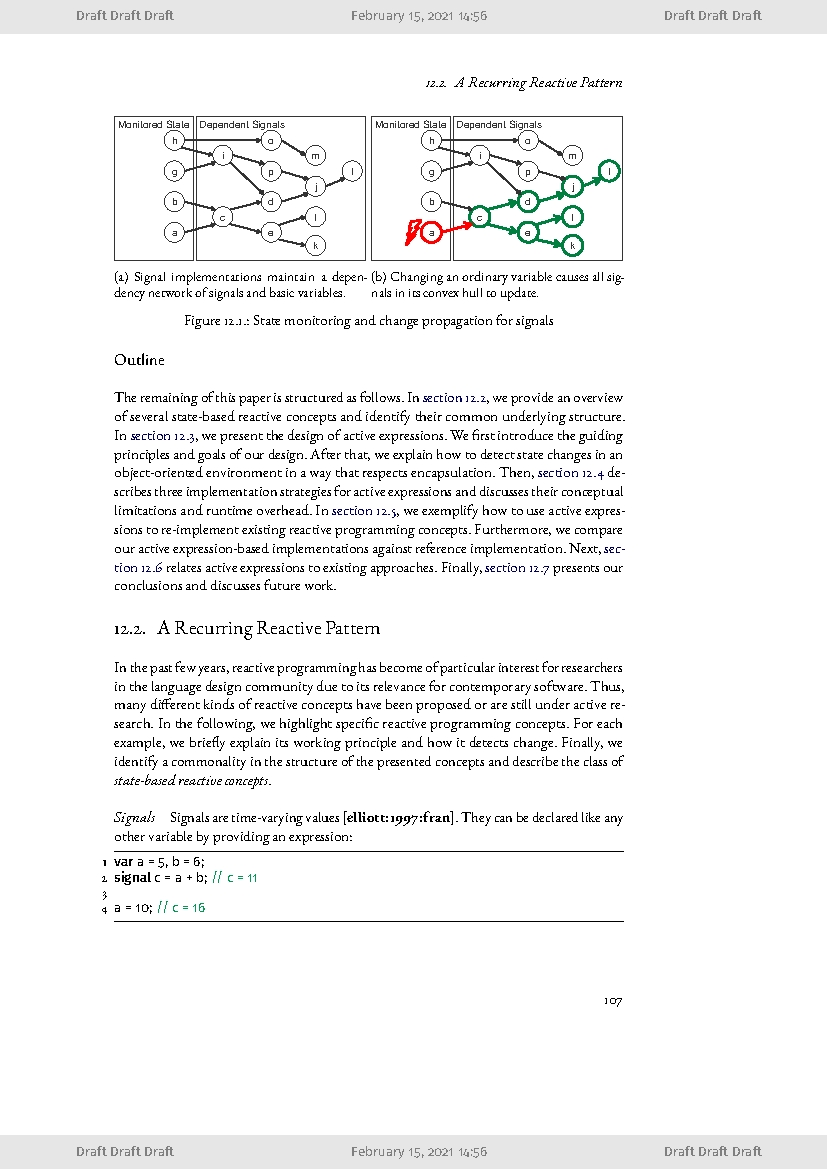 Draft Draft Draft February 15, 2021 14:56 Draft Draft Draft
12.2. A Recurring Reactive Pattern
Monitored State Dependent Signals Monitored State Dependent Signals
h o h o
i m i m
g p l g p l
j j
b d b d
c l c l
a e a e
k k
(a) Signal implementations maintain a depen-
dency network of signals and basic variables.
(b) Changing an ordinary variable causes all sig-
nals in its convex hull to update.
Figure 12.1.: State monitoring and change propagation for signals
Outline
The remaining of this paper is structured as follows. In section 12.2, we provide an overview
of several state-based reactive concepts and identify their common underlying structure.
In section 12.3, we present the design of active expressions. We first introduce the guiding
principles and goals of our design. After that, we explain how to detect state changes in an
object-oriented environment in a way that respects encapsulation. Then, section 12.4 de-
scribes three implementation strategies for active expressions and discusses their conceptual
limitations and runtime overhead. In section 12.5, we exemplify how to use active expres-
sions to re-implement existing reactive programming concepts. Furthermore, we compare
our active expression-based implementations against reference implementation. Next, sec-
tion 12.6 relates active expressions to existing approaches. Finally, section 12.7 presents our
conclusions and discusses future work.
12.2. A Recurring Reactive Pattern
In the past few years, reactive programming has become of particular interest for researchers
in the language design community due to its relevance for contemporary software. Thus,
many different kinds of reactive concepts have been proposed or are still under active re-
search. In the following, we highlight specific reactive programming concepts. For each
example, we briefly explain its working principle and how it detects change. Finally, we
identify a commonality in the structure of the presented concepts and describe the class of
state-based reactive concepts.
Signals Signals are time-varying values [elliott:1997:fran]. They can be declared like any
other variable by providing an expression:
1 var a = 5, b = 6;
2 signal c = a + b; // c = 11
3
4 a = 10; // c = 16
107
Draft Draft Draft February 15, 2021 14:56 Draft Draft Draft